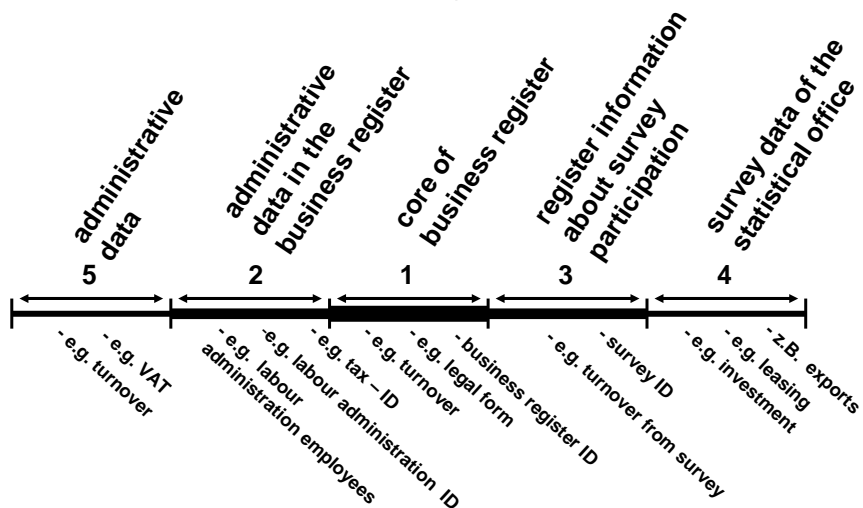 administrative
data
administrative
data in the
business register
core of
business register
register information
about survey
participation
survey data of the
statistical office
5
2
1
3
4
- e.g. VAT
- e.g. turnover
- e.g. tax – ID
-e.g. labour administration ID
- e.g. labour
administration employees
- business register ID
- e.g. legal form
- e.g. turnover
- survey ID
- e.g. turnover from survey
- z.B. exports
- e.g. leasing
- e.g. investment